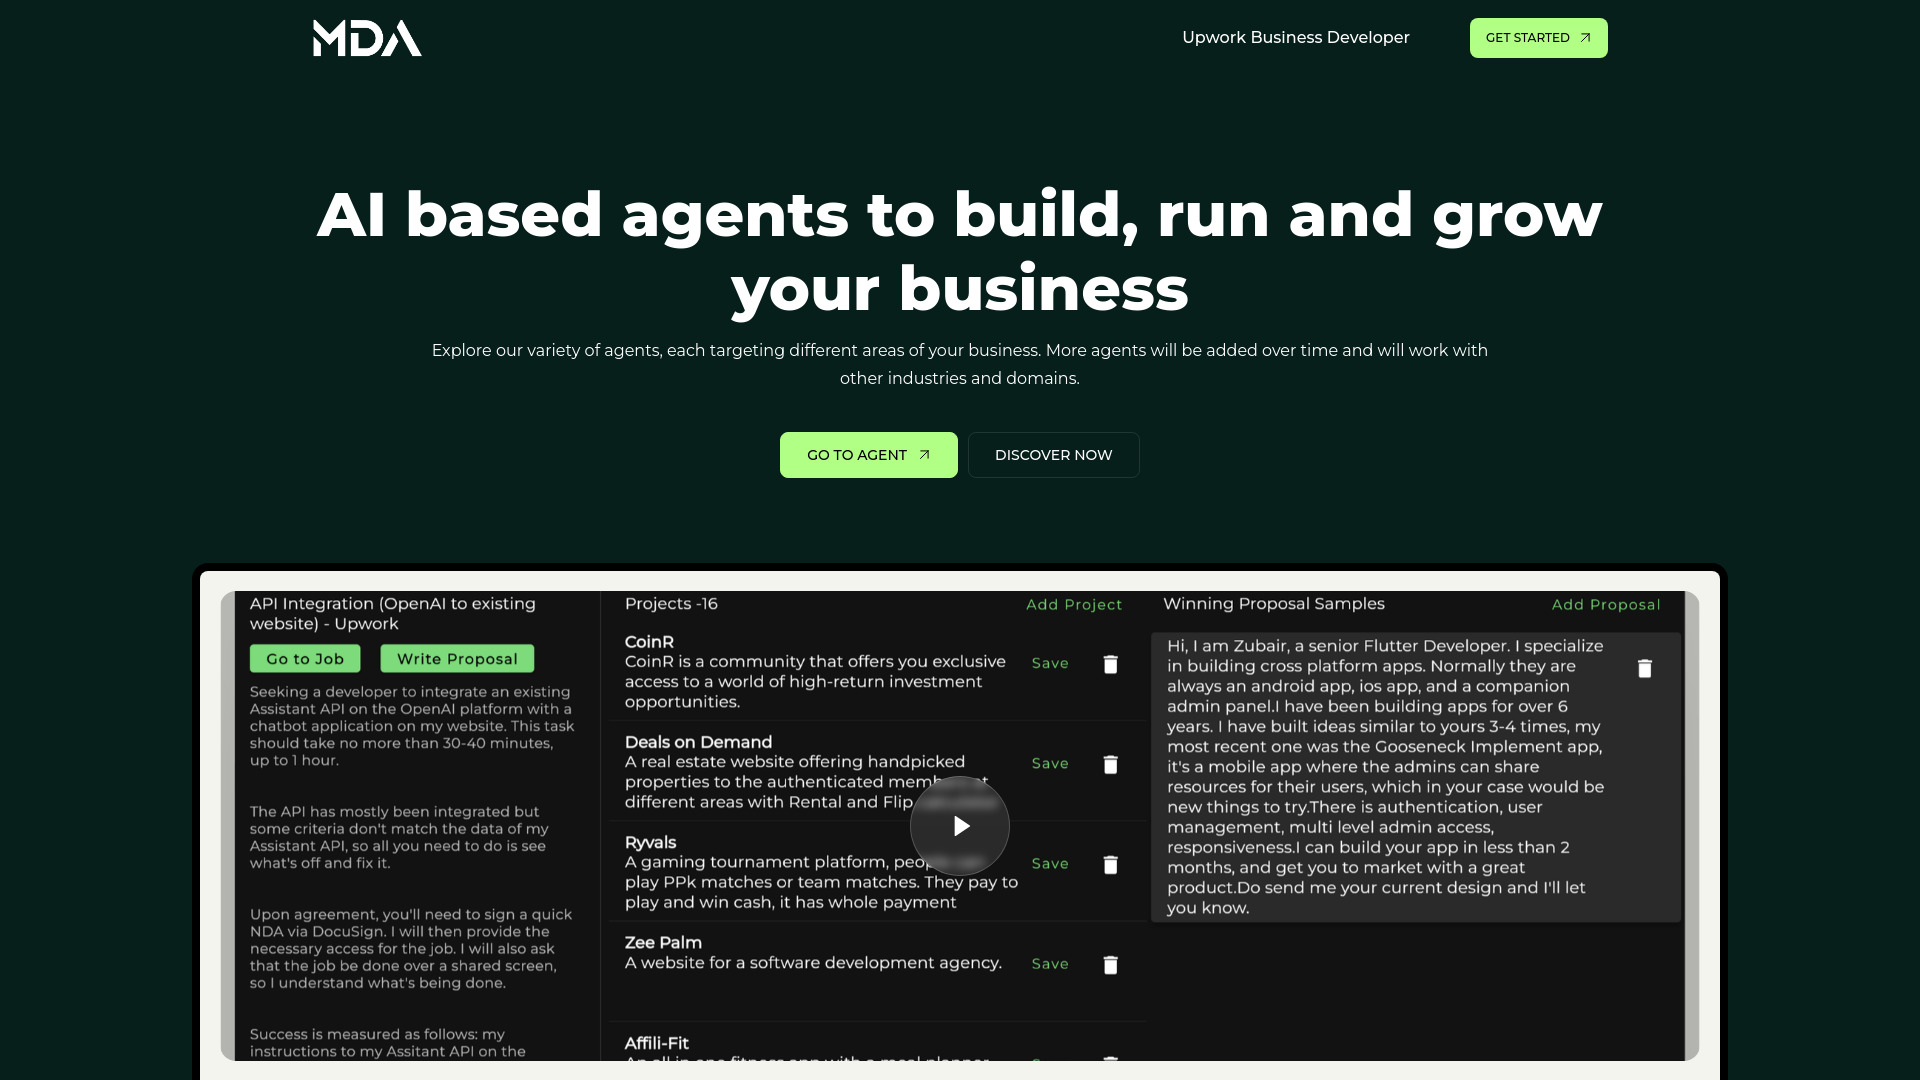 MDA
Upwork Business Developer
GET STARTED
AI based agents to build, run and grow
your business
Explore our variety of agents, each targeting different areas of your business. More agents will be added over time and will work with
other industries and domains.
GO TO AGENT
DISCOVER NOW
API Integration (OpenAI to existing
website) - Upwork
Go to Job
Write Proposal
Seeking a developer to integrate an existing
Assistant API on the OpenAI platform with a
chatbot application on my website. This task
should take no more than 30-40 minutes,
up to 1 hour.
The API has mostly been integrated but
some criteria don't match the data of my
Assistant API, so all you need to do is see
what's off and fix it.
Upon agreement, you'll need to sign a quick
NDA via DocuSign. I will then provide the
necessary access for the job. I will also ask
that the job be done over a shared screen,
so I understand what's being done.
Success is measured as follows: my
instructions to my Assitant API on the
Projects -16
Add Project
CoinR
CoinR is a community that offers you exclusive
access to a world of high-return investment
opportunities.
Save
Deals on Demand
A real estate website offering handpicked
properties to the authenticated members at
different areas with Rental and Flip
Save
Ryvals
A gaming tournament platform, people can
play PPk matches or team matches. They pay to
play and win cash, it has whole payment
Save
Zee Palm
A website for a software development agency.
Save
Affili-Fit
Winning Proposal Samples
Add Proposal
Hi, I am Zubair, a senior Flutter Developer. I specialize
in building cross platform apps. Normally they are
always an android app, ios app, and a companion
admin panel.I have been building apps for over 6
years. I have built ideas similar to yours 3-4 times, my
most recent one was the Gooseneck Implement app,
it's a mobile app where the admins can share
resources for their users, which in your case would be
new things to try.There is authentication, user
management, multi level admin access,
responsiveness.I can build your app in less than 2
months, and get you to market with a great
product.Do send me your current design and I'll let
you know.